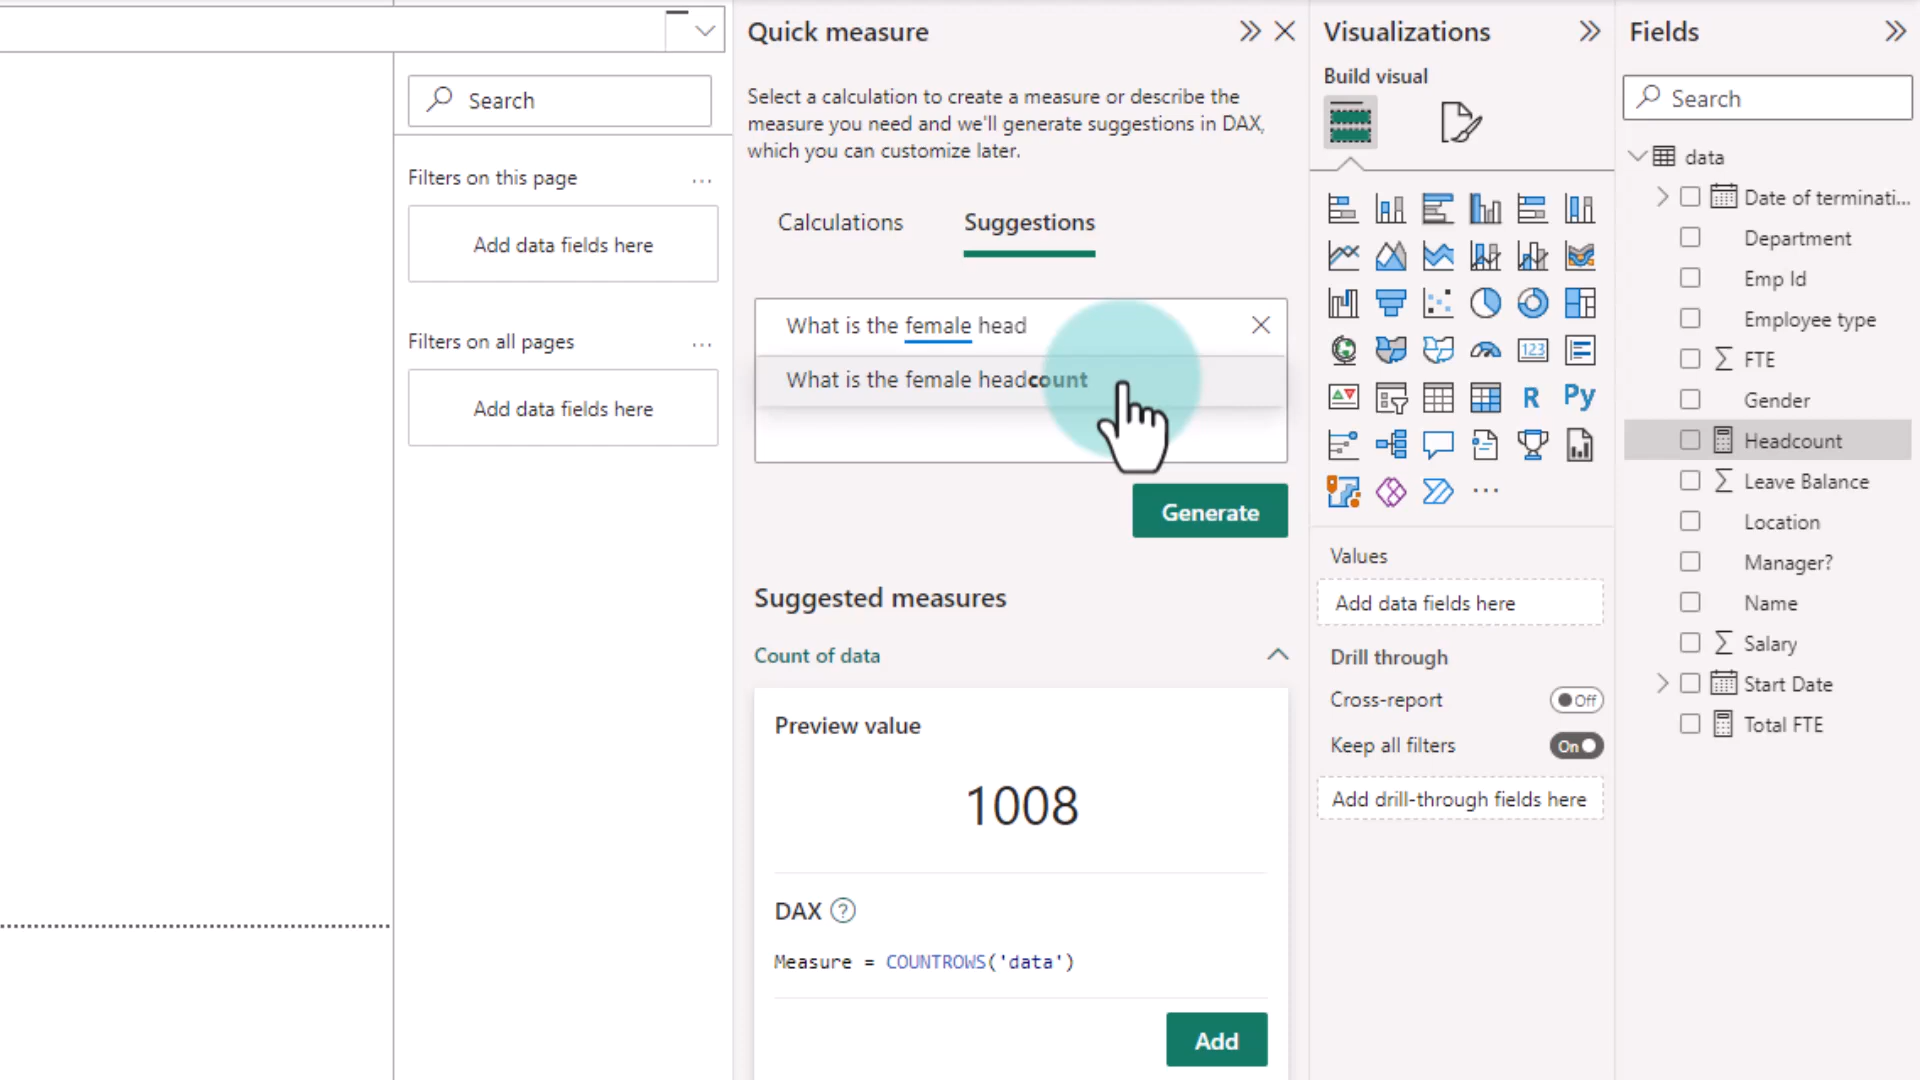 Search
Filters on this page
...
Add data fields here
Filters on all pages
...
Add data fields here
Quick measure
Select a calculation to create a measure or describe the
measure you need and we'll generate suggestions in DAX,
which you can customize later.
Calculations
Suggestions
What is the female head
What is the female headcount
Generate
Suggested measures
Count of data
Preview value
1008
DAX ?
Measure = COUNTROWS('data')
Add
Visualizations
Build visual
123
R
Py
...
Values
Add data fields here
Drill through
Cross-report
Off
Keep all filters
On
Add drill-through fields here
Fields
Search
data
Date of terminati...
Department
Emp Id
Employee type
Σ FTE
Gender
Headcount
Σ Leave Balance
Location
Manager?
Name
Σ Salary
Start Date
Total FTE